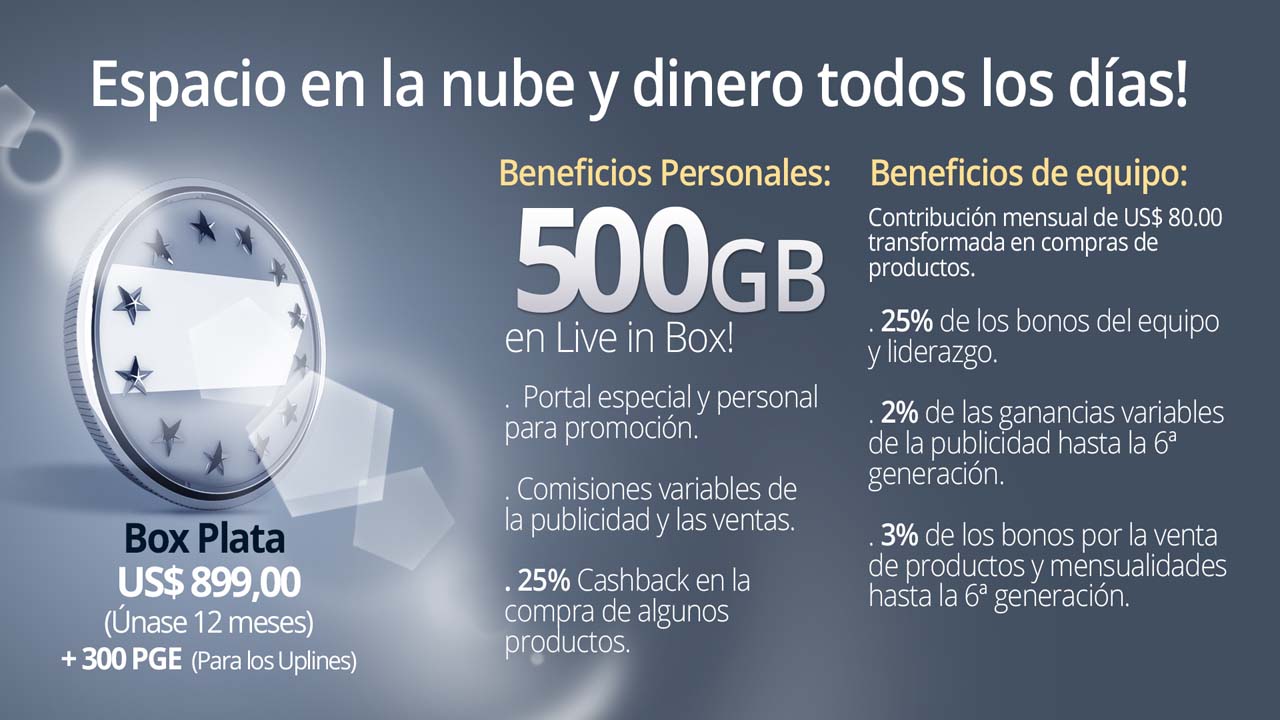 Espacio en la nube y dinero todos los días!
Box Plata
US$ 899,00
(Únase 12 meses)
+ 300 PGE (Para los Uplines)
Beneficios Personales:
500GB
en Live in Box!
. Portal especial y personal
para promoción.
. Comisiones variables de
la publicidad y las ventas.
. 25% Cashback en la
compra de algunos
productos.
Beneficios de equipo:
Contribución mensual de US$ 80.00
transformada en compras de
productos.
. 25% de los bonos del equipo
y liderazgo.
. 2% de las ganancias variables
de la publicidad hasta la 6ª
generación.
. 3% de los bonos por la venta
de productos y mensualidades
hasta la 6ª generación.